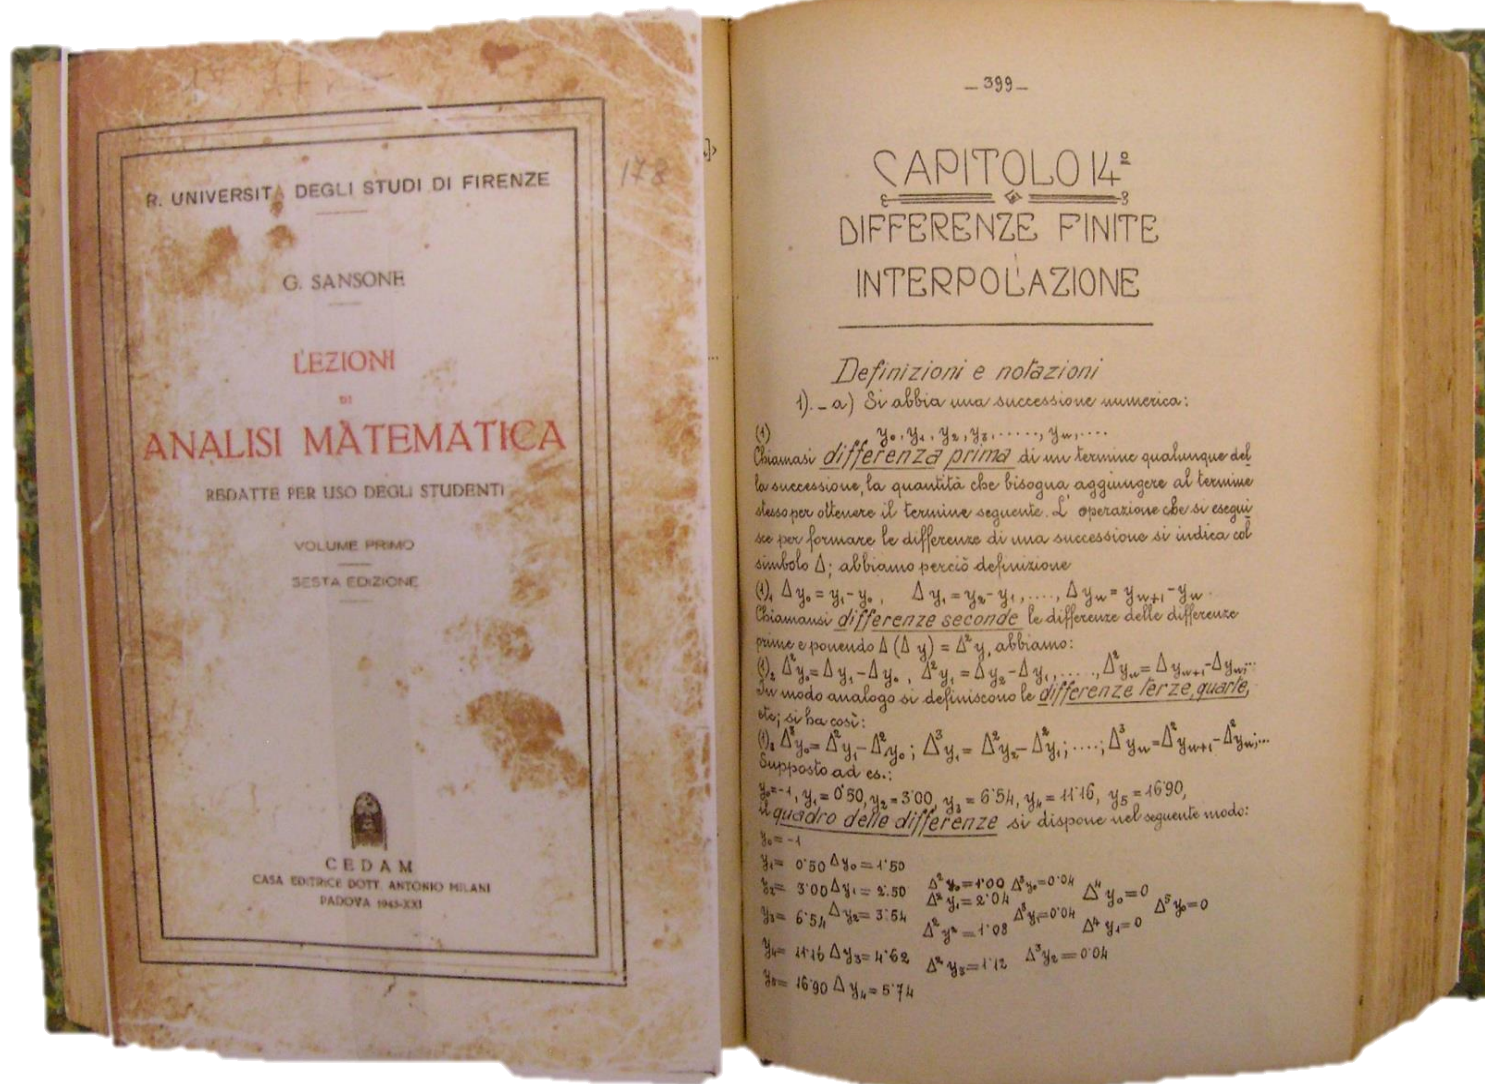 R. UNIVERSITÀ DEGLI STUDI DI FIRENZE
178
G. SANSONE
LEZIONI
DI
ANALISI MATEMATICA
REDATTE PER USO DEGLI STUDENTI
VOLUME PRIMO
SESTA EDIZIONE
CEDAM
CASA EDITRICE DOTT. ANTONIO MILANI
PADOVA 1943-XXI
— 399 —
CAPITOLO 14º
DIFFERENZE FINITE
INTERPOLAZIONE
Definizioni e notazioni
1). - a) Si abbia una successione numerica:
(1) y₀, y₁, y₂, y₃, ....., yₙ, ....
Chiamasi differenza prima di un termine qualunque del
la successione, la quantità che bisogna aggiungere al termine
stesso per ottenere il termine seguente. L' operazione che si esegui
sce per formare le differenze di una successione si indica col
simbolo Δ; abbiamo perciò definizione
(1)₁ Δy₀ = y₁ - y₀ , Δy₁ = y₂ - y₁ , ...., Δyₙ = yₙ₊₁ - yₙ .
Chiamansi differenze seconde le differenze delle differenze
prime e ponendo Δ(Δy) = Δ²y, abbiamo:
(1)₂ Δ²y₀ = Δy₁ - Δy₀ , Δ²y₁ = Δy₂ - Δy₁, ....., Δ²yₙ = Δyₙ₊₁ - Δyₙ;...
In modo analogo si definiscono le differenze terze, quarte,
etc; si ha così:
(1)₃ Δ³y₀ = Δ²y₁ - Δ²y₀ ; Δ³y₁ = Δ²y₂ - Δ²y₁; ....; Δ³yₙ = Δ²yₙ₊₁ - Δ²yₙ;...
Supposto ad es.:
y₀ = -1, y₁ = 0'50, y₂ = 3'00, y₃ = 6'54, y₄ = 11'16, y₅ = 16'90,
il quadro delle differenze si dispone nel seguente modo:
y₀ = -1
y₁ = 0'50 Δy₀ = 1'50
y₂ = 3'00 Δy₁ = 2'50 Δ²y₀ = 1'00 Δ³y₀ = 0'04 Δ⁴y₀ = 0
y₃ = 6'54 Δy₂ = 3'54 Δ²y₁ = 2'04 Δ³y₁ = 0'04 Δ⁴y₁ = 0 Δ⁵y₀ = 0
y₄ = 11'16 Δy₃ = 4'62 Δ²y₂ = 1'08 Δ³y₂ = 0'04
y₅ = 16'90 Δy₄ = 5'74 Δ²y₃ = 1'12